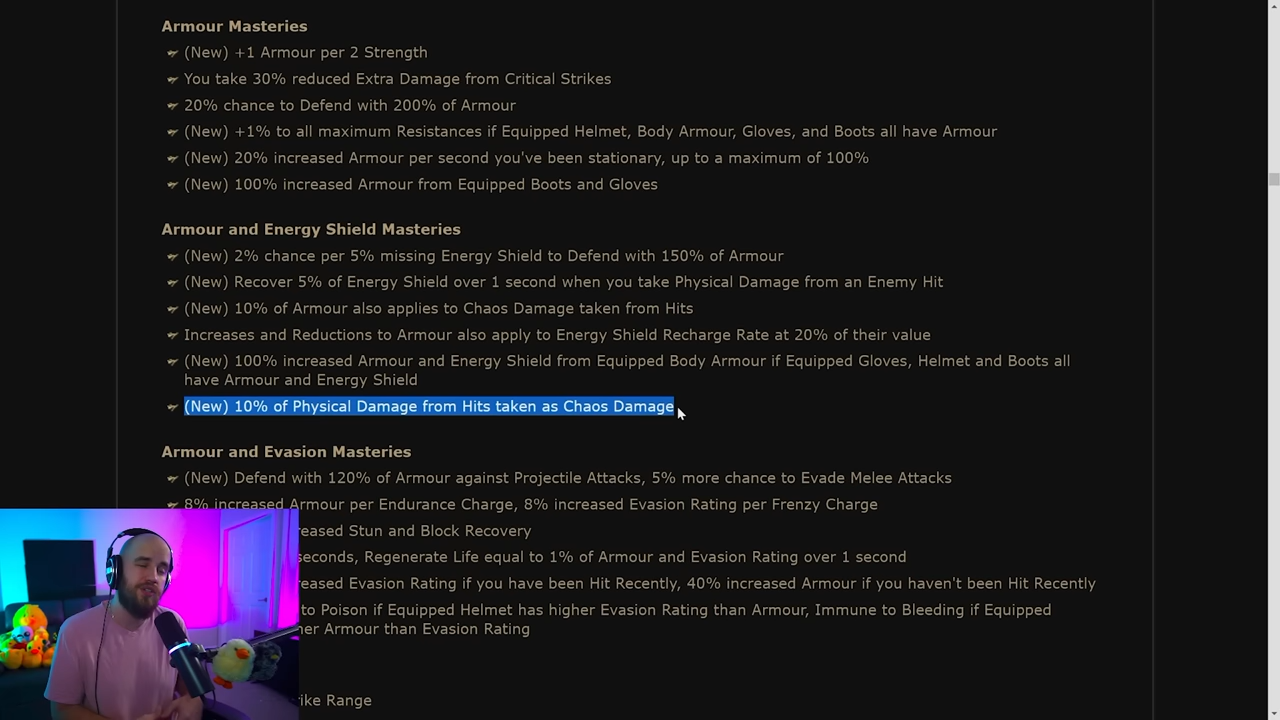 Armour Masteries
(New) +1 Armour per 2 Strength
You take 30% reduced Extra Damage from Critical Strikes
20% chance to Defend with 200% of Armour
(New) +1% to all maximum Resistances if Equipped Helmet, Body Armour, Gloves, and Boots all have Armour
(New) 20% increased Armour per second you've been stationary, up to a maximum of 100%
(New) 100% increased Armour from Equipped Boots and Gloves
Armour and Energy Shield Masteries
(New) 2% chance per 5% missing Energy Shield to Defend with 150% of Armour
(New) Recover 5% of Energy Shield over 1 second when you take Physical Damage from an Enemy Hit
(New) 10% of Armour also applies to Chaos Damage taken from Hits
Increases and Reductions to Armour also apply to Energy Shield Recharge Rate at 20% of their value
(New) 100% increased Armour and Energy Shield from Equipped Body Armour if Equipped Gloves, Helmet and Boots all
have Armour and Energy Shield
(New) 10% of Physical Damage from Hits taken as Chaos Damage
Armour and Evasion Masteries
(New) Defend with 120% of Armour against Projectile Attacks, 5% more chance to Evade Melee Attacks
8% increased Armour per Endurance Charge, 8% increased Evasion Rating per Frenzy Charge
reased Stun and Block Recovery
seconds, Regenerate Life equal to 1% of Armour and Evasion Rating over 1 second
reased Evasion Rating if you have been Hit Recently, 40% increased Armour if you haven't been Hit Recently
to Poison if Equipped Helmet has higher Evasion Rating than Armour, Immune to Bleeding if Equipped
her Armour than Evasion Rating
rike Range